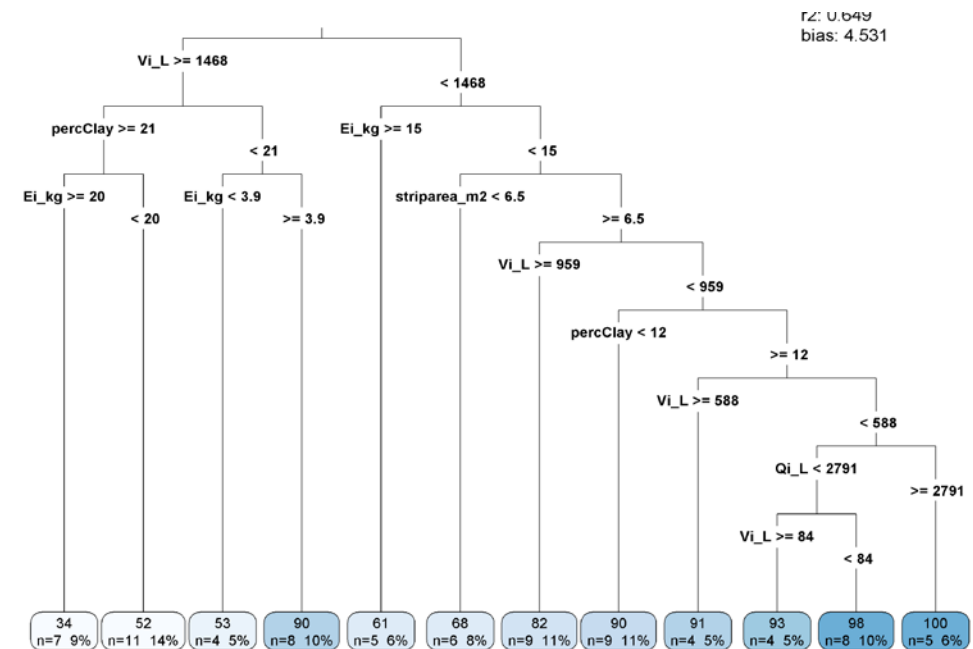 r2: 0.649
bias: 4.531
Vi_L >= 1468
< 1468
percClay >= 21
Ei_kg >= 15
< 21
< 15
Ei_kg >= 20
Ei_kg < 3.9
striparea_m2 < 6.5
< 20
>= 3.9
>= 6.5
Vi_L >= 959
< 959
percClay < 12
>= 12
Vi_L >= 588
< 588
Qi_L < 2791
>= 2791
Vi_L >= 84
< 84
34 52 53 90 61 68 82 90 91 93 98 100
n=7 9% n=11 14% n=4 5% n=8 10% n=5 6% n=6 8% n=9 11% n=9 11% n=4 5% n=4 5% n=8 10% n=5 6%